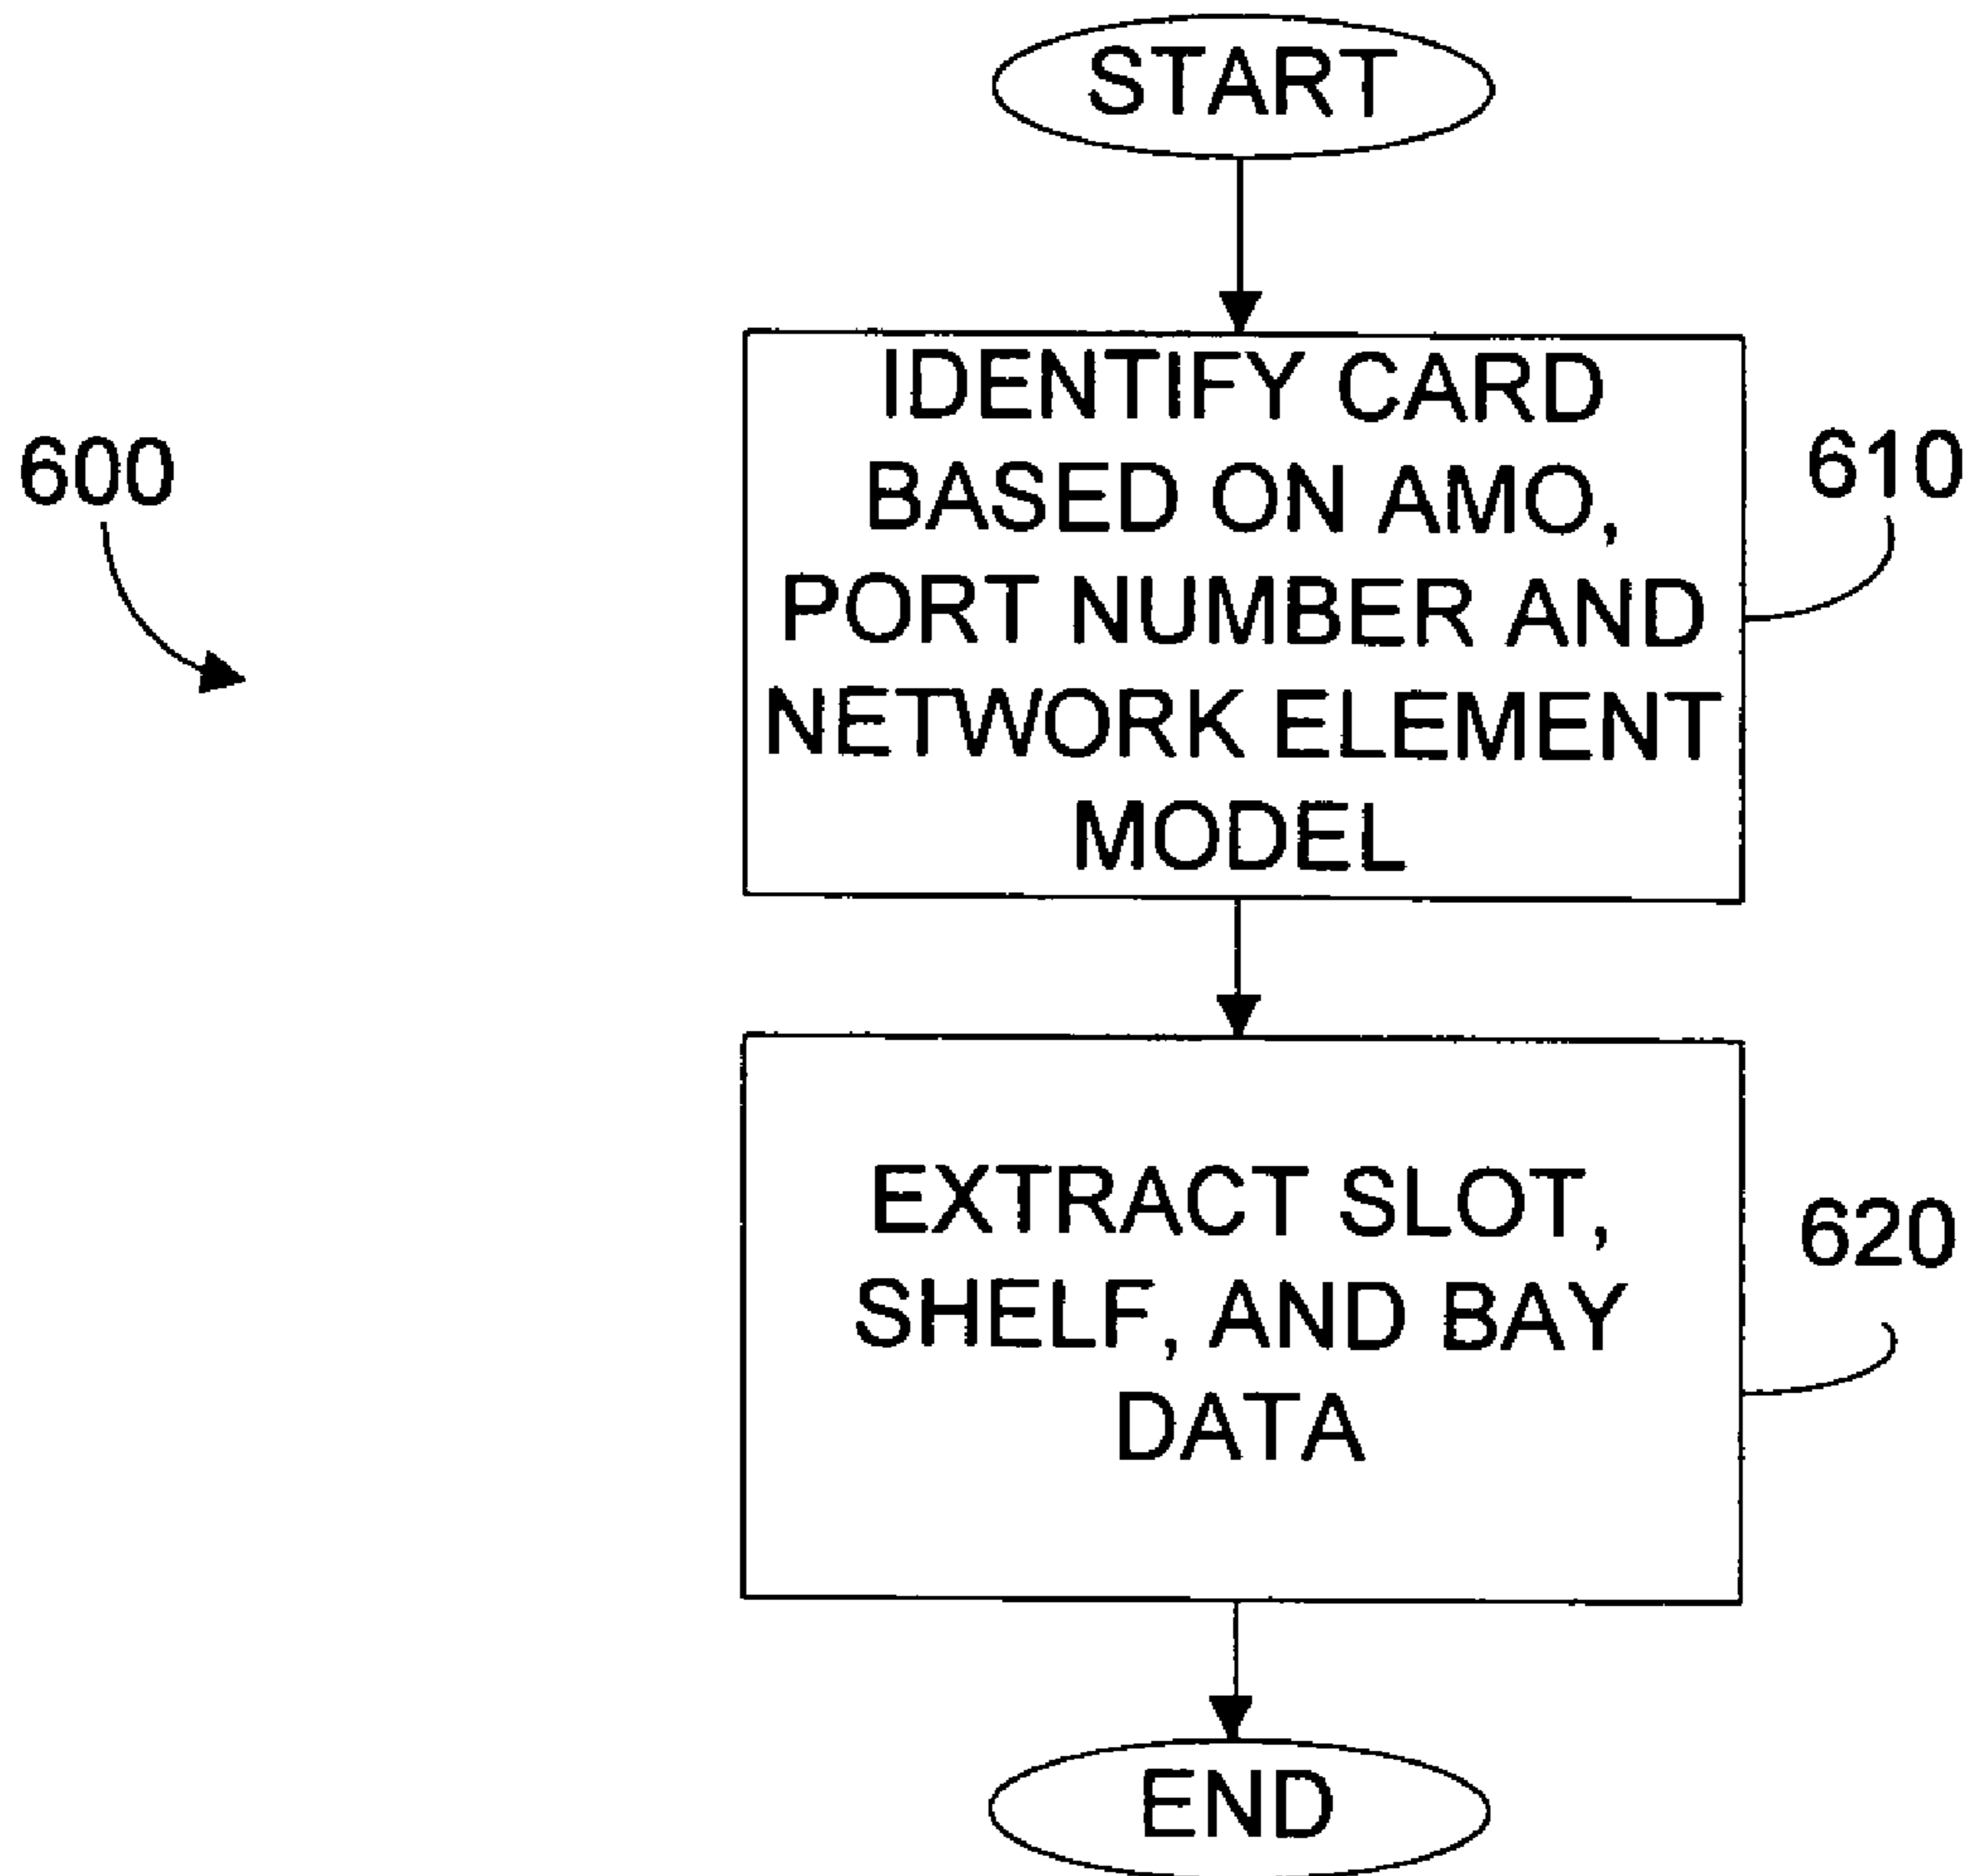 START
IDENTIFY CARD
BASED ON AMO,
PORT NUMBER AND
NETWORK ELEMENT
MODEL
600
610
EXTRACT SLOT,
SHELF, AND BAY
DATA
620
END